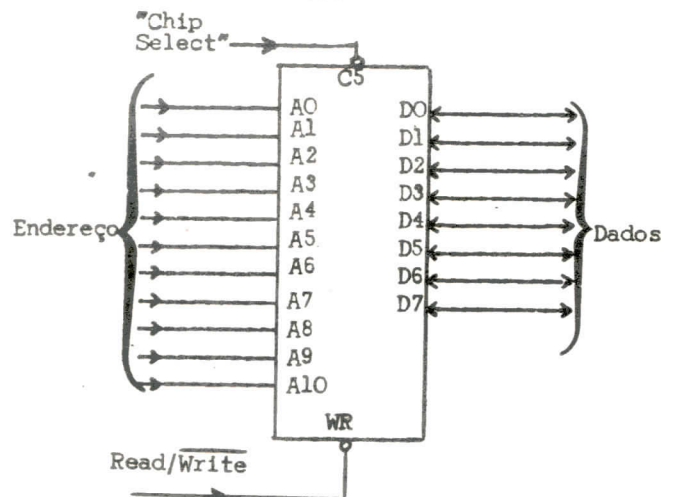 "Chip
Select"
C5
A0
A1
A2
A3
A4
A5
A6
A7
A8
A9
A10
D0
D1
D2
D3
D4
D5
D6
D7
Endereço
Dados
WR
Read/Write